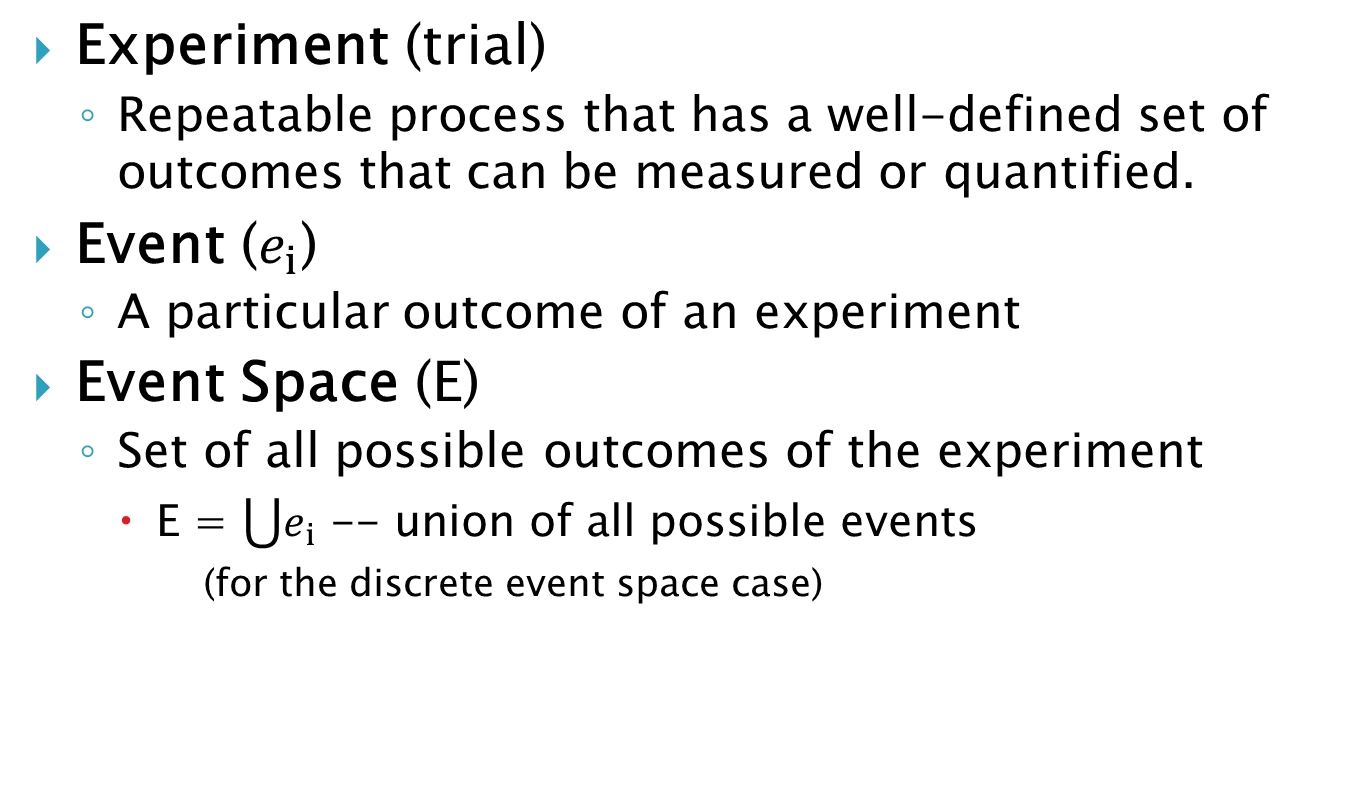 Experiment (trial)
Repeatable process that has a well-defined set of
outcomes that can be measured or quantified.
Event (eᵢ)
A particular outcome of an experiment
Event Space (E)
Set of all possible outcomes of the experiment
E = ⋃eᵢ -- union of all possible events
(for the discrete event space case)